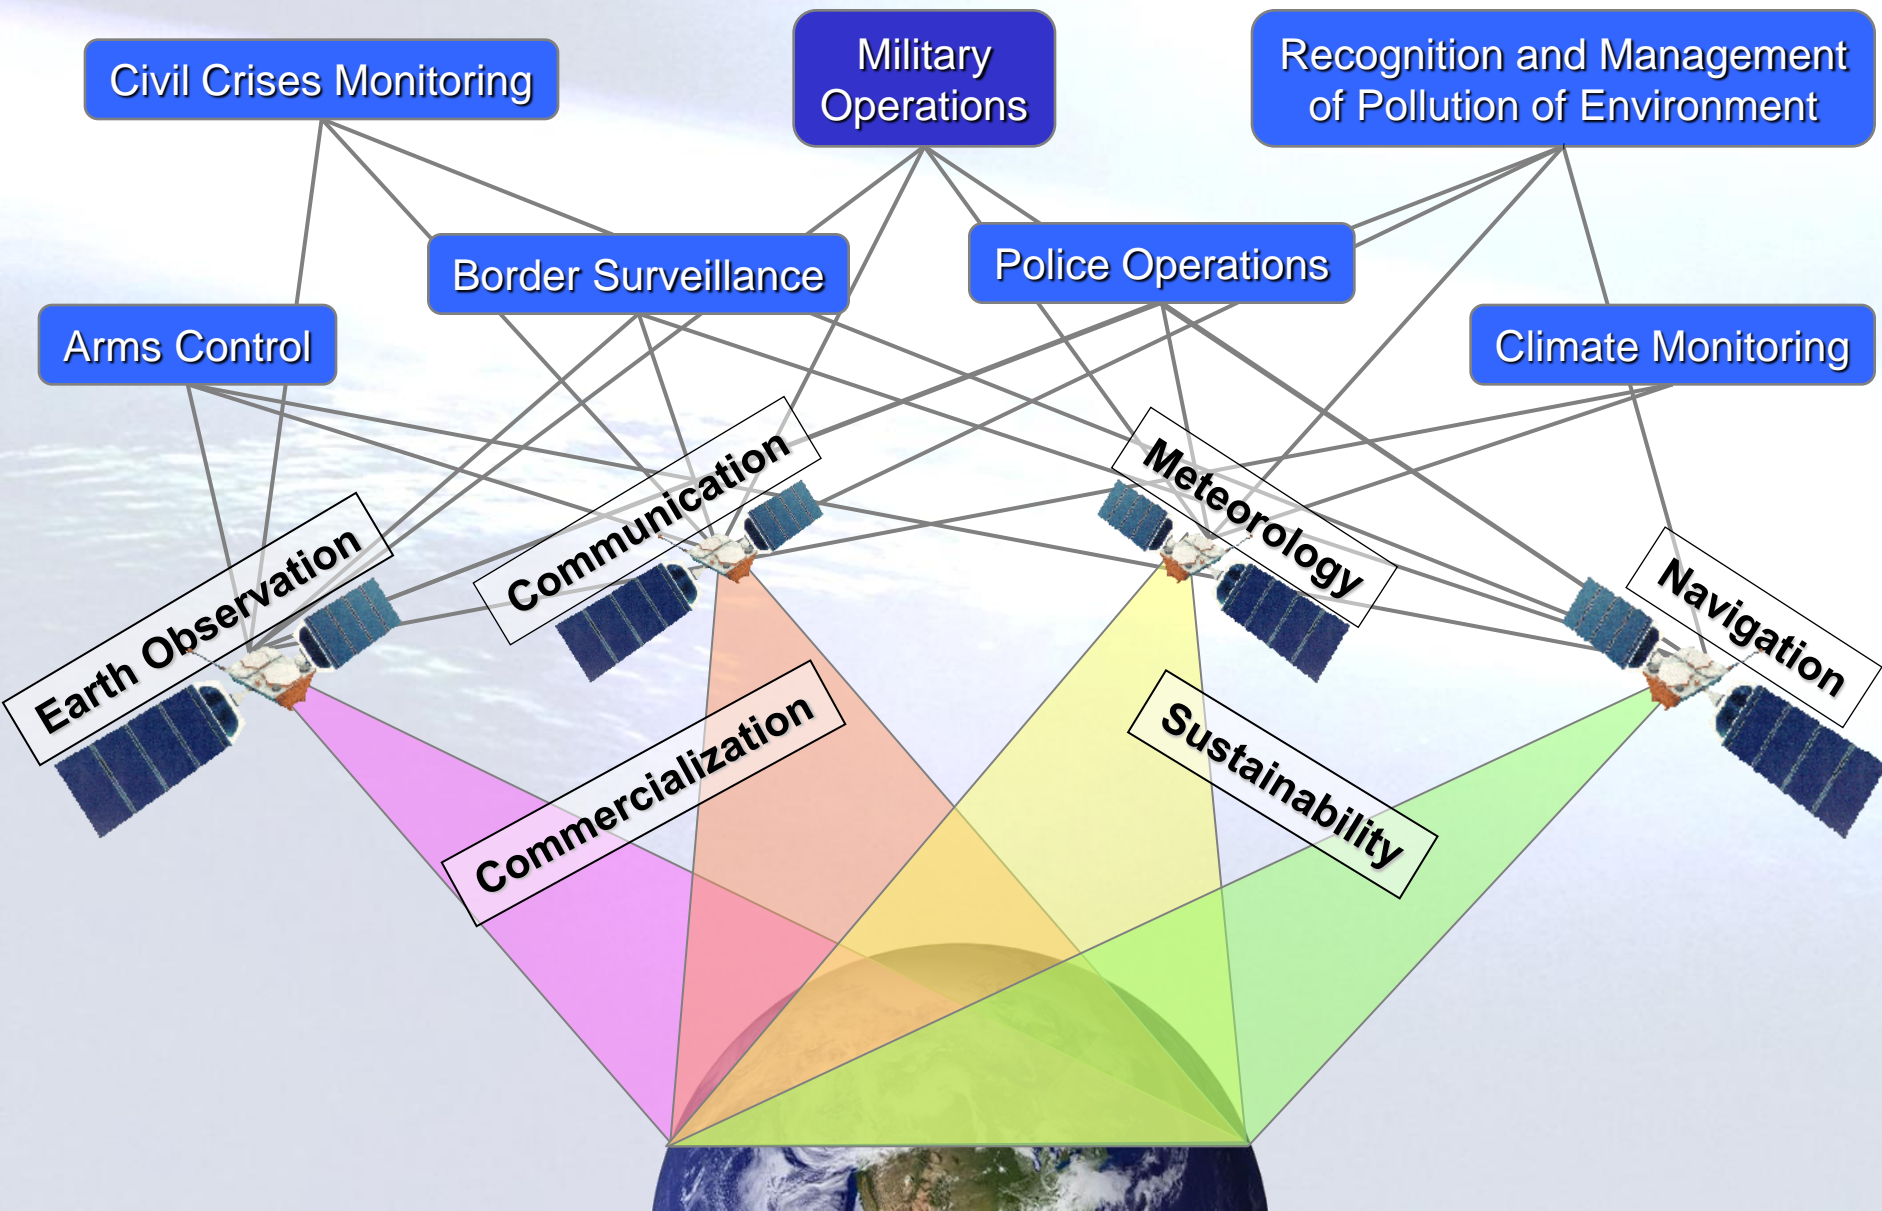 Civil Crises Monitoring
Military
Operations
Recognition and Management
of Pollution of Environment
Border Surveillance
Police Operations
Arms Control
Climate Monitoring
Earth Observation
Communication
Meteorology
Navigation
Commercialization
Sustainability